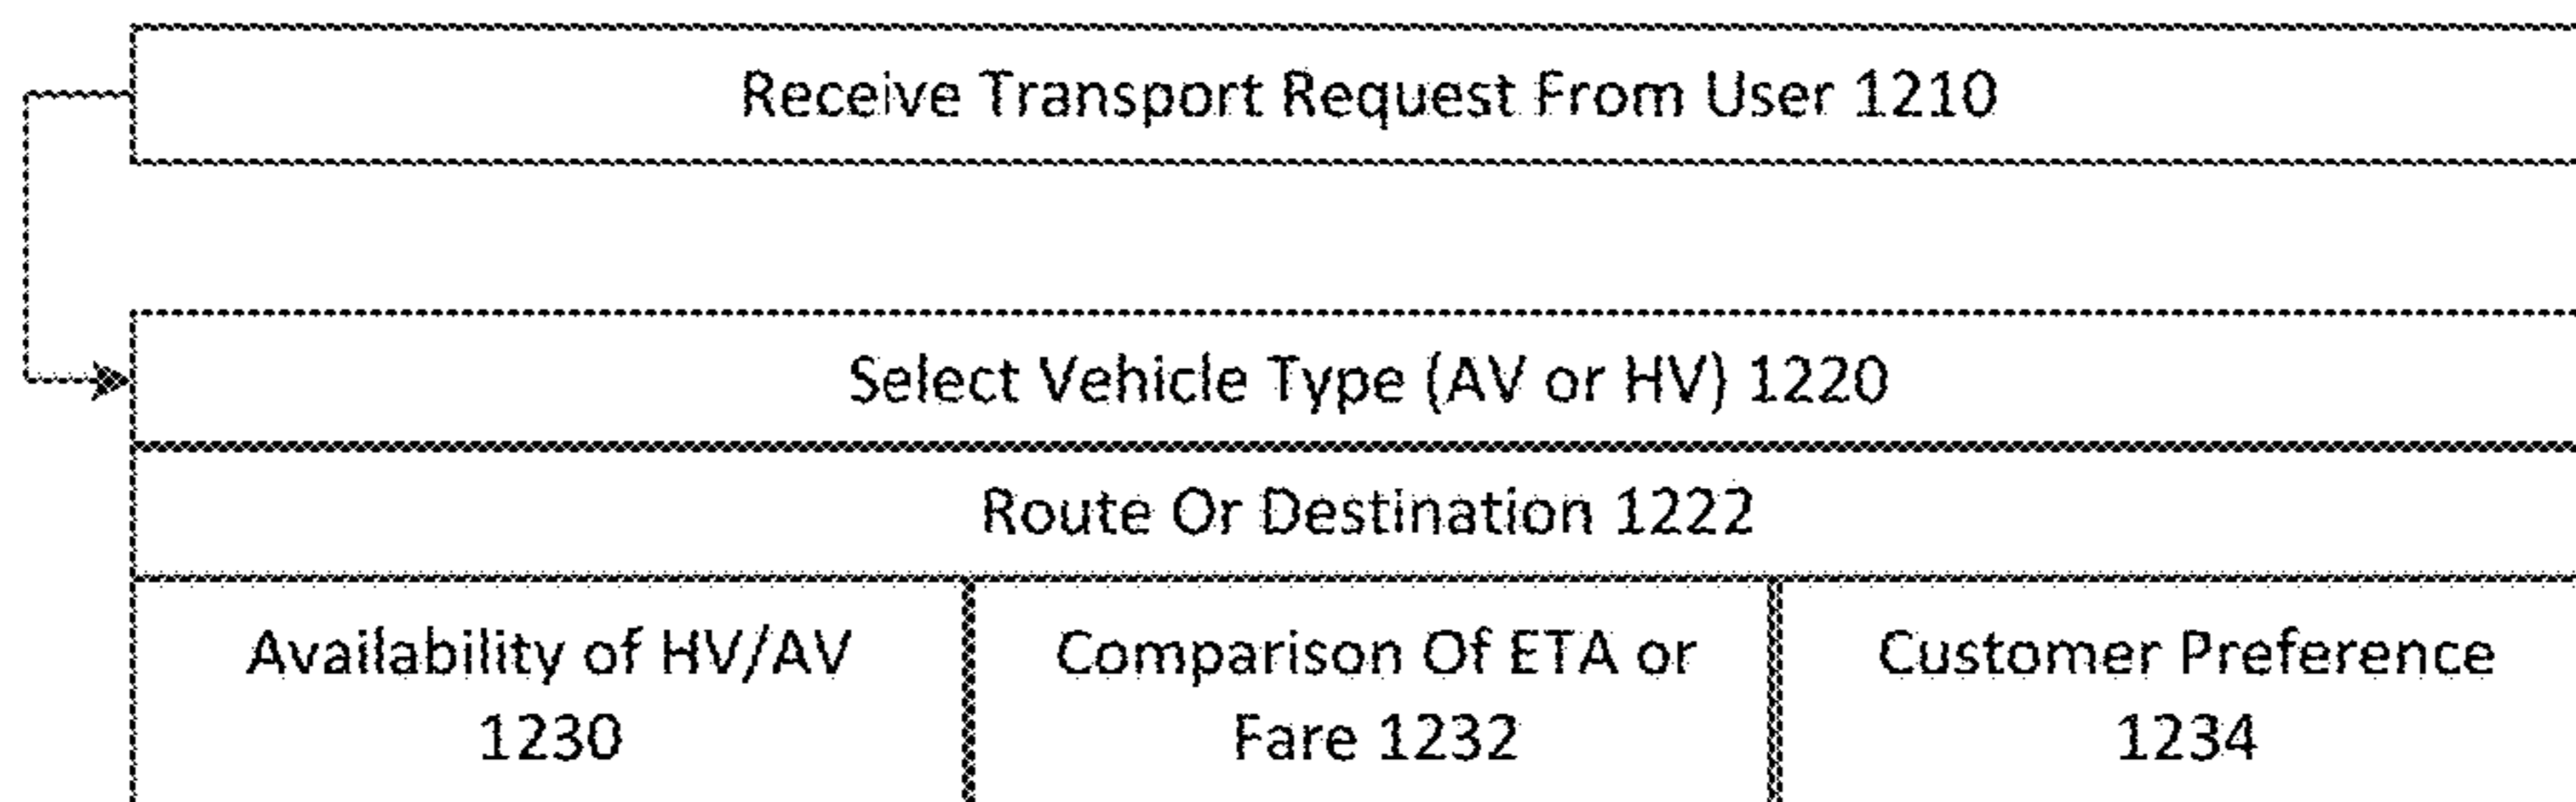 Receive Transport Request From User 1210
Select Vehicle Type (AV or HV) 1220
Route Or Destination 1222
Availability of HV/AV
1230
Comparison Of ETA or
Fare 1232
Customer Preference
1234